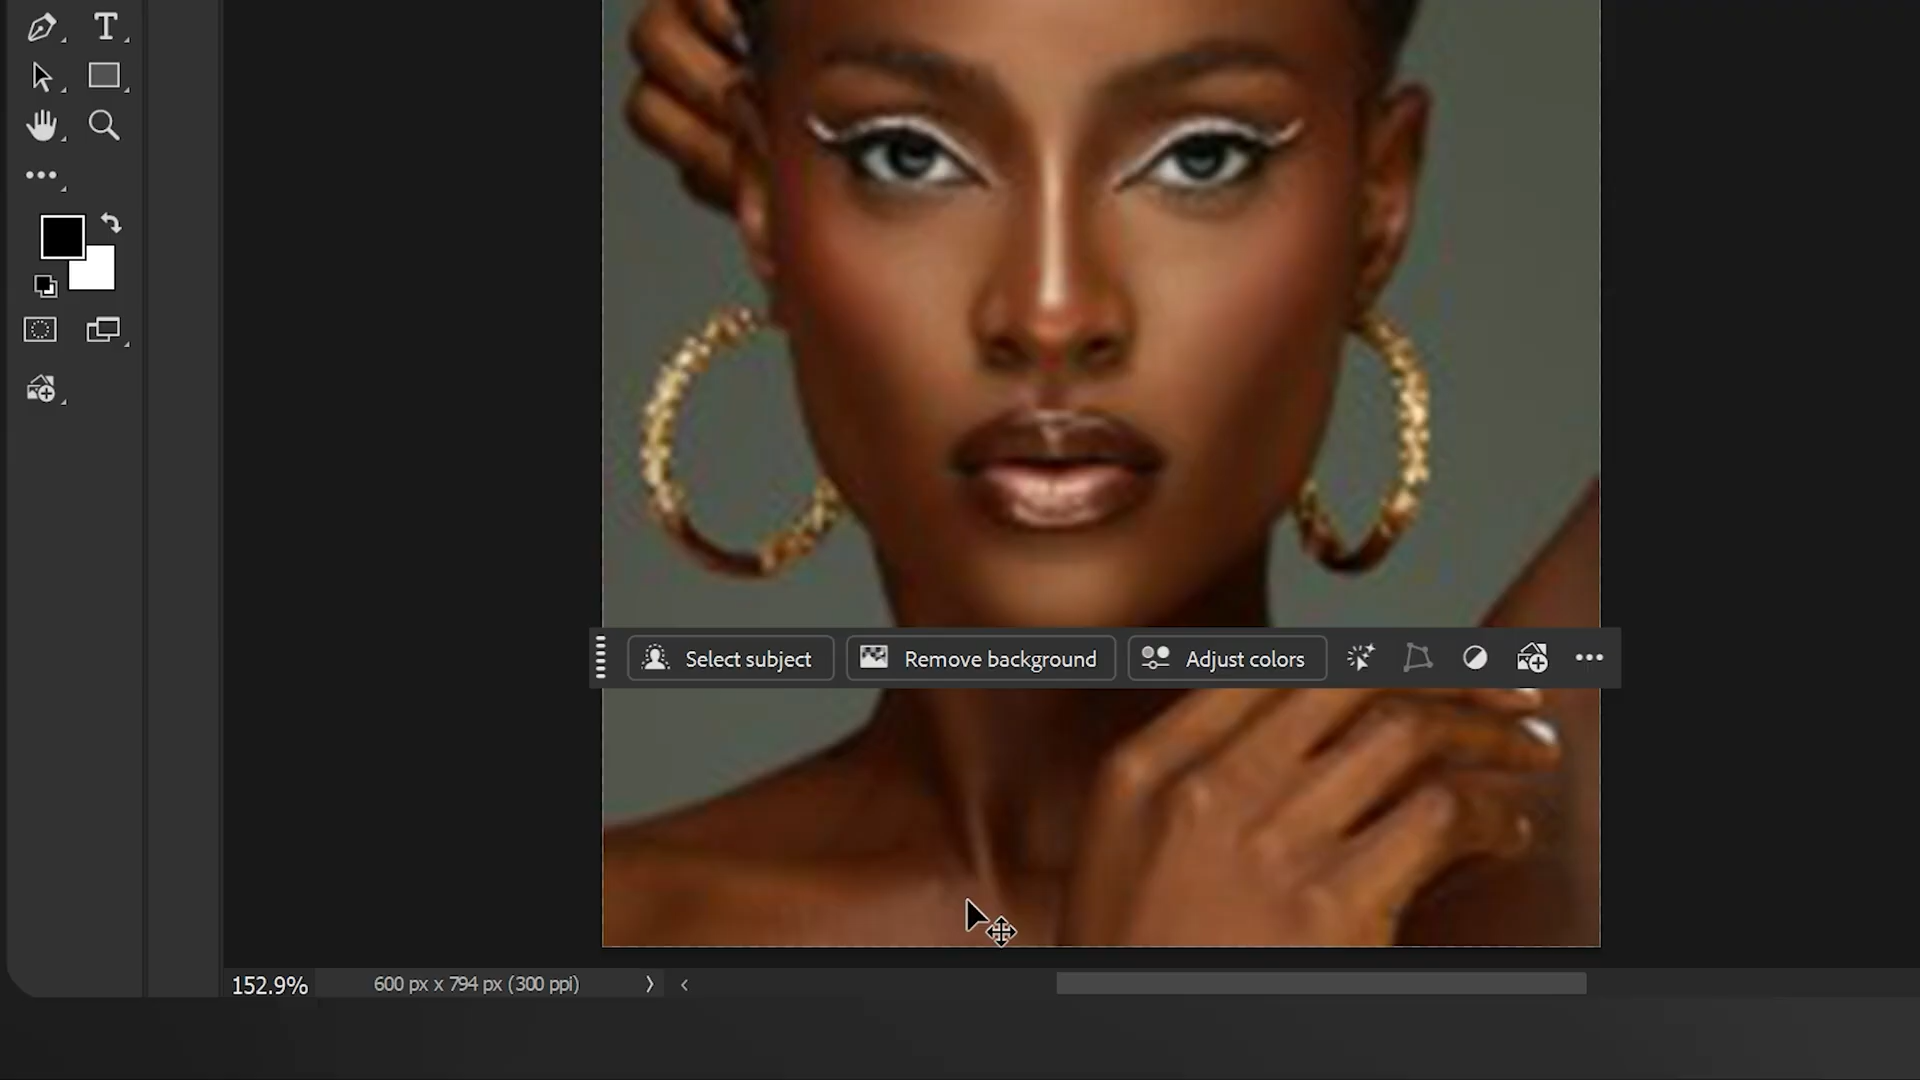 T
Select subject
Remove background
Adjust colors
152.9%
600 px x 794 px (300 ppi)